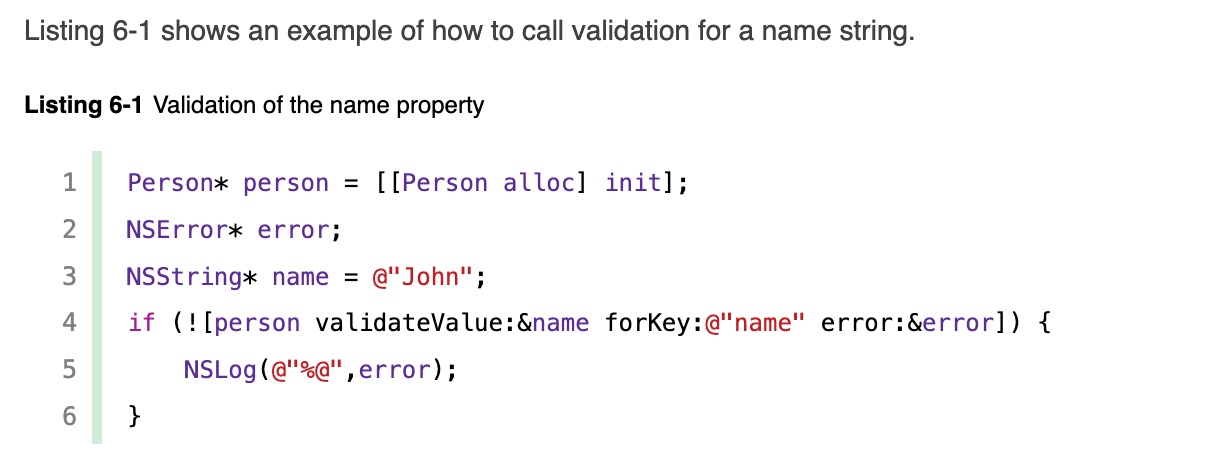 Listing 6-1 shows an example of how to call validation for a name string.
Listing 6-1 Validation of the name property
1 Person* person = [[Person alloc] init];
2 NSError* error;
3 NSString* name = @"John";
4 if (![person validateValue:&name forKey:@"name" error:&error]) {
5     NSLog(@"%@",error);
6 }